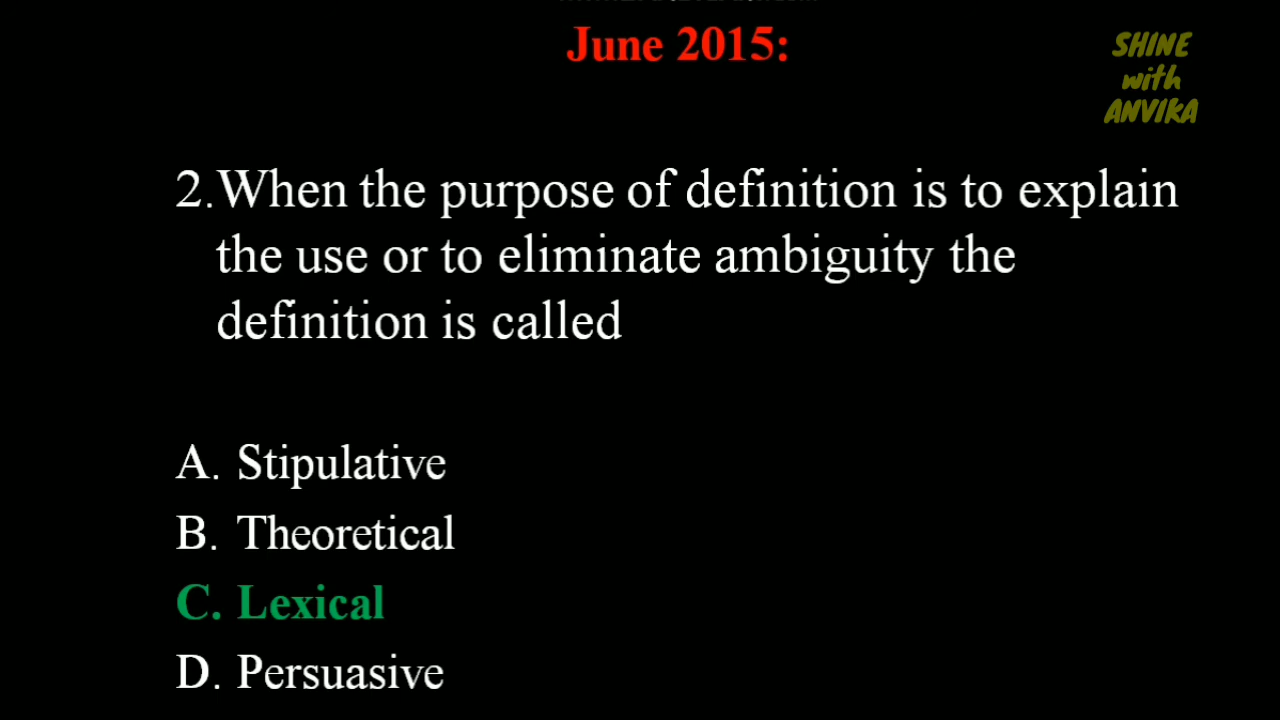 June 2015:
SHINE
with
ANVIKA
2.When the purpose of definition is to explain
the use or to eliminate ambiguity the
definition is called
A. Stipulative
B. Theoretical
C. Lexical
D. Persuasive